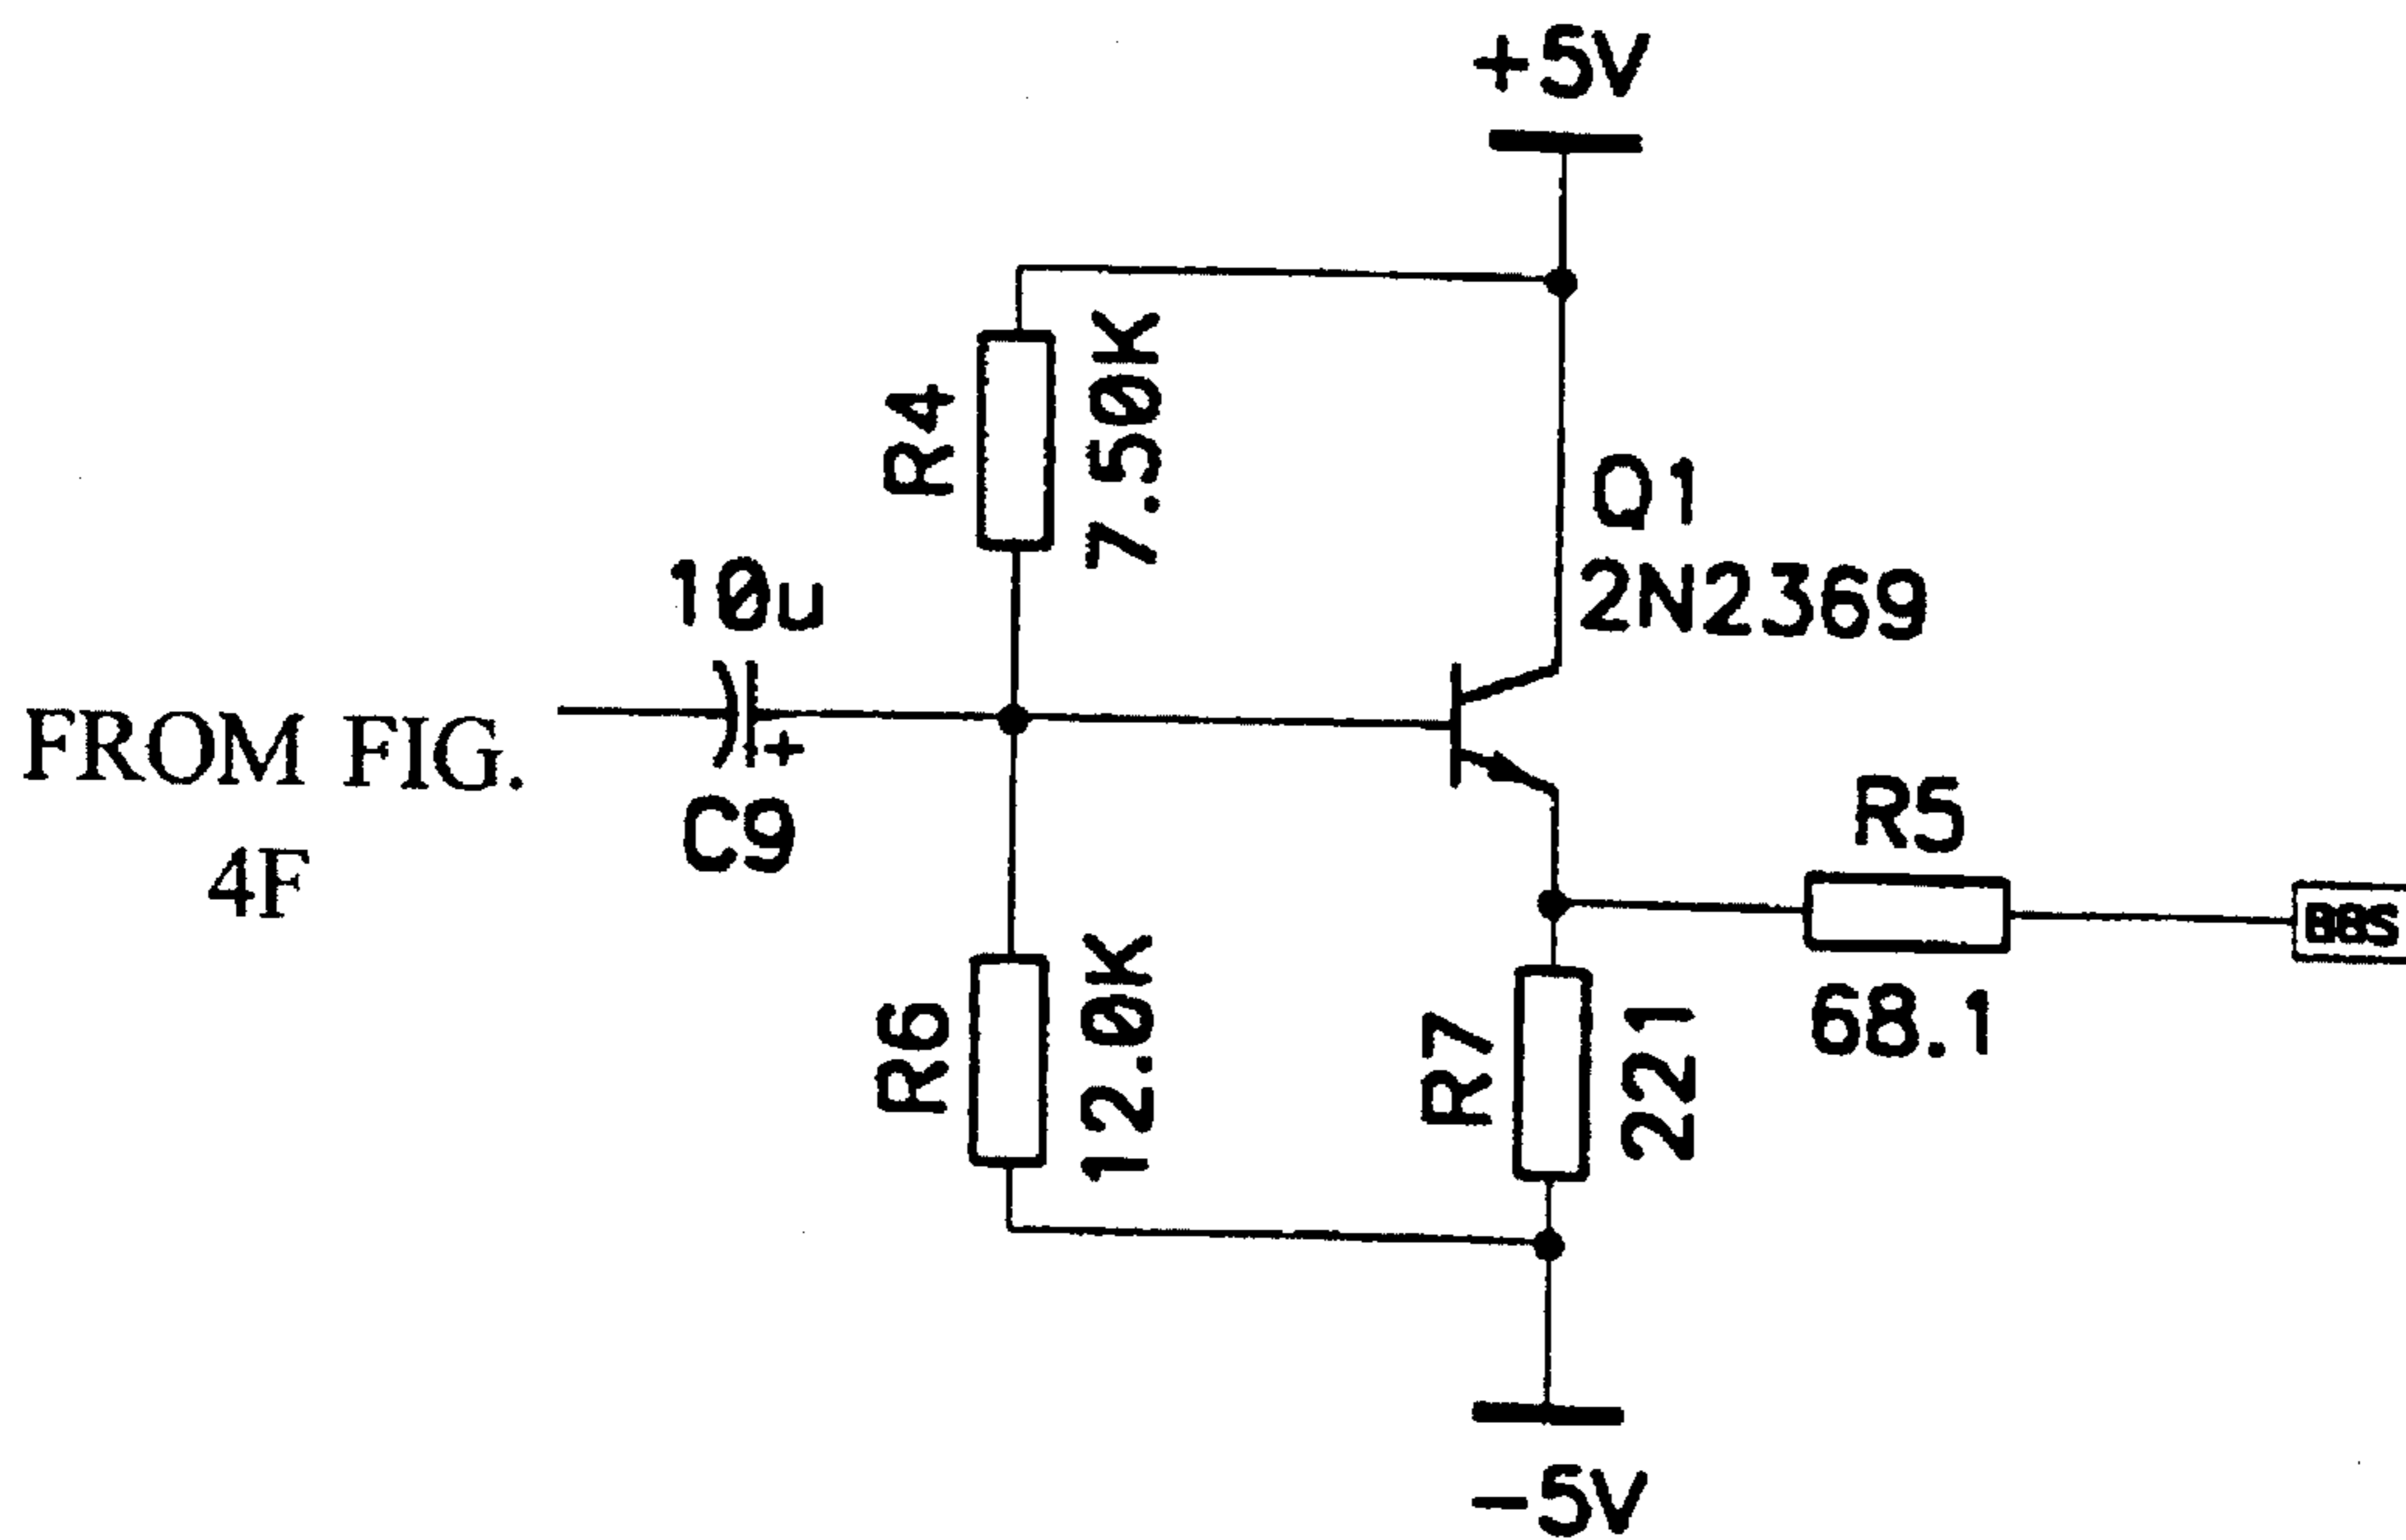 +5V
R4
7.50K
Q1
2N2369
10u
C9
FROM FIG.
4F
R5
68.1
R6
12.0K
R7
221
-5V